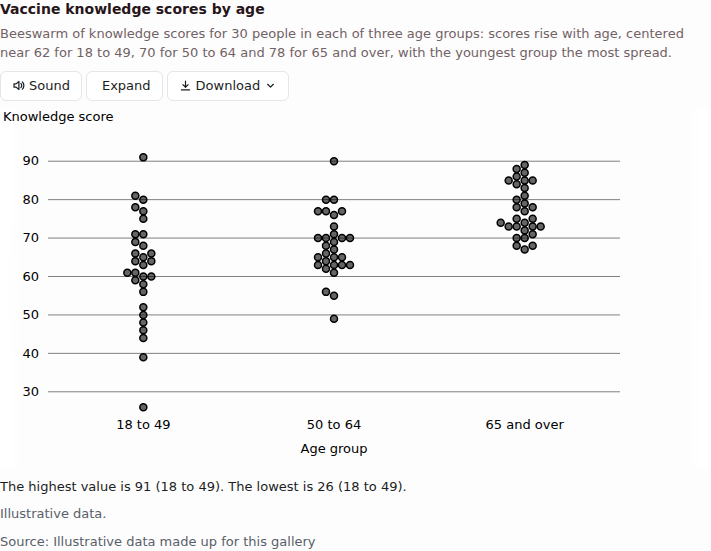 Vaccine knowledge scores by age
Beeswarm of knowledge scores for 30 people in each of three age groups: scores rise with age, centered
near 62 for 18 to 49, 70 for 50 to 64 and 78 for 65 and over, with the youngest group the most spread.
Sound Expand Download
Knowledge score
90
80
70
60
50
40
30
18 to 49 50 to 64 65 and over
Age group
The highest value is 91 (18 to 49). The lowest is 26 (18 to 49).
Illustrative data.
Source: Illustrative data made up for this gallery